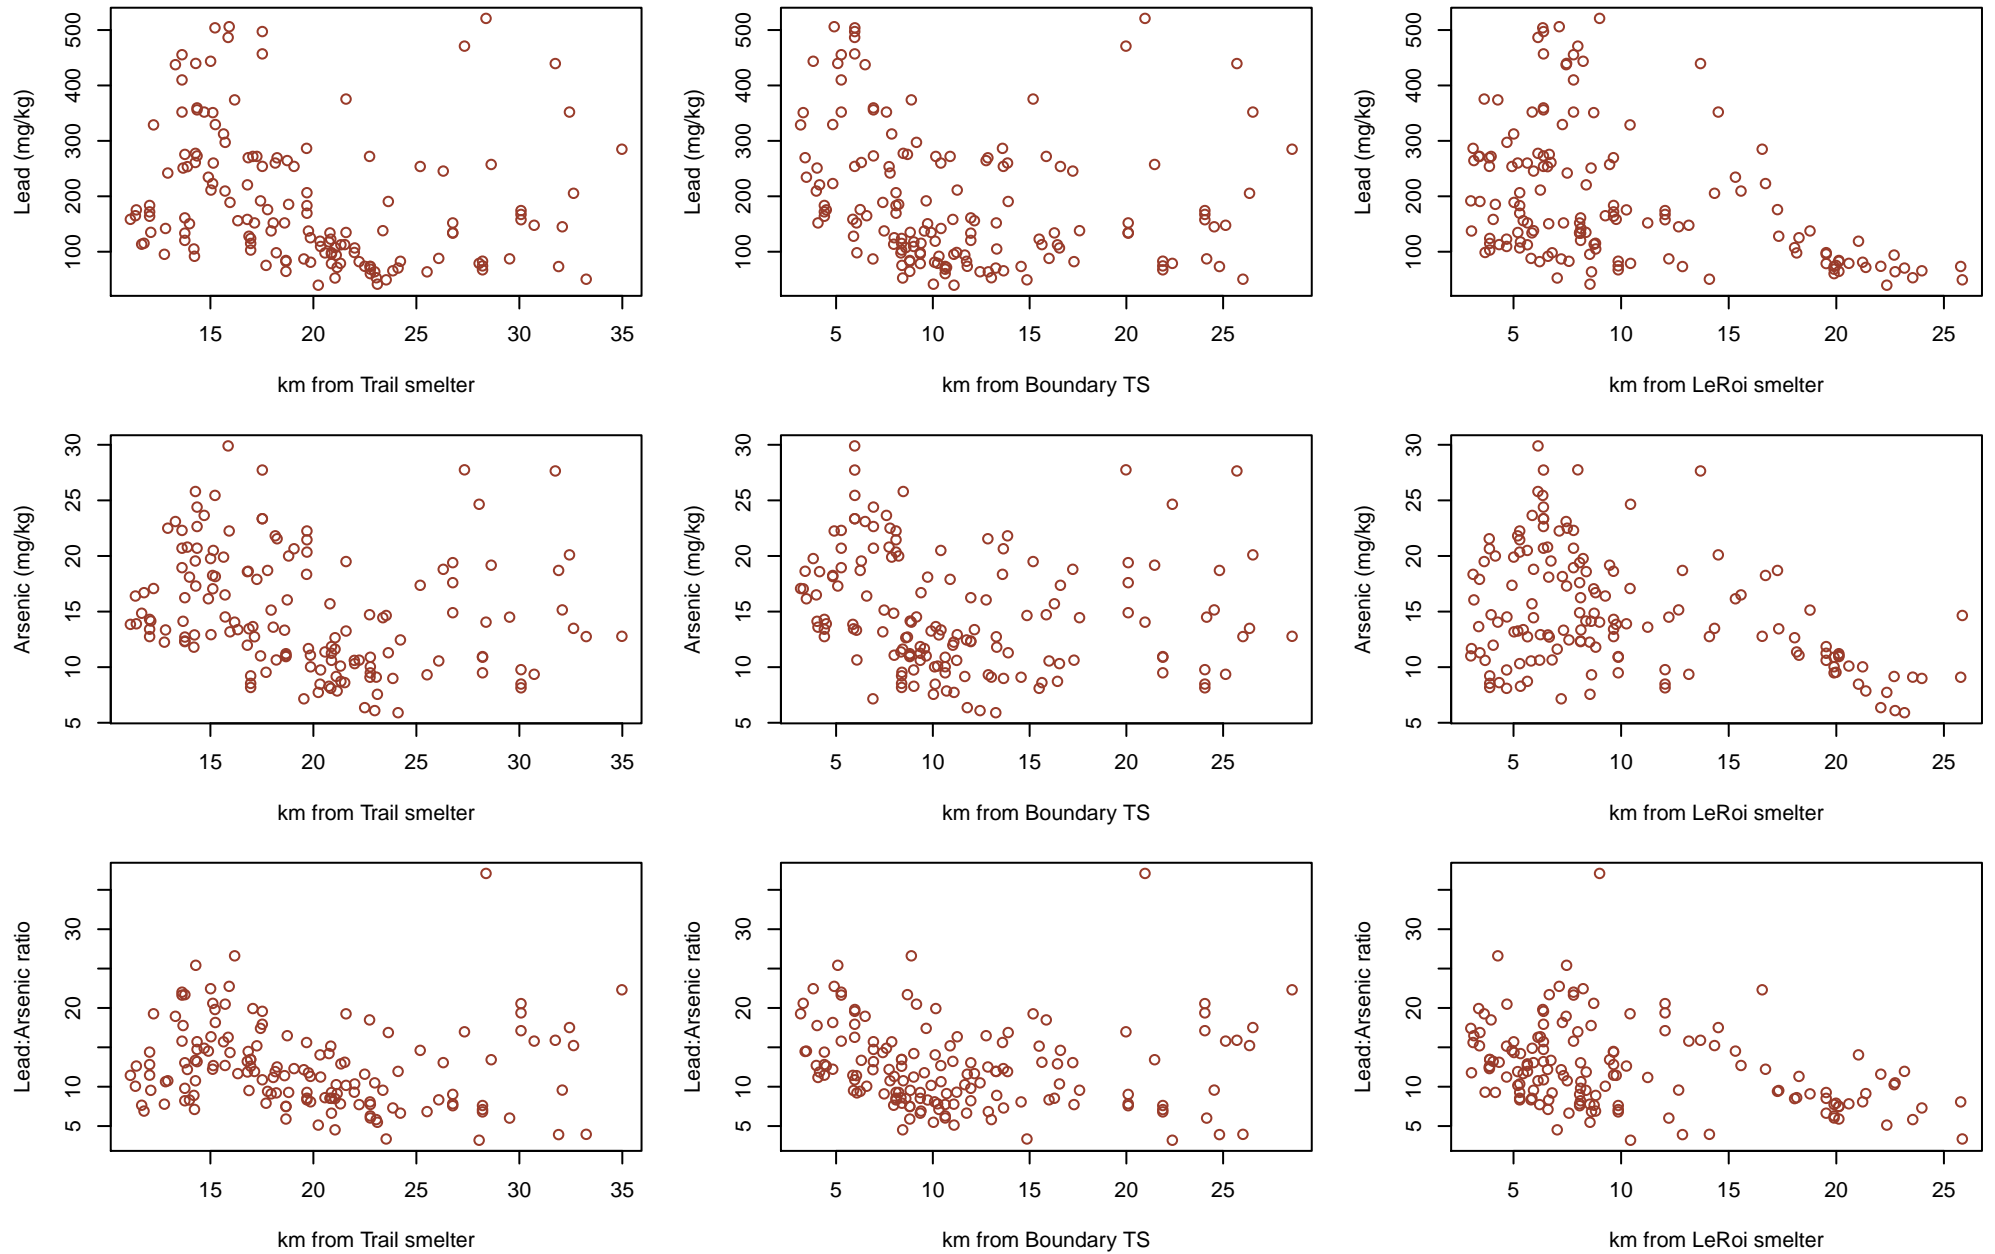 Lead (mg/kg)
100 200 300 400 500
15 20 25 30 35
km from Trail smelter
Lead (mg/kg)
100 200 300 400 500
5 10 15 20 25
km from Boundary TS
Lead (mg/kg)
100 200 300 400 500
5 10 15 20 25
km from LeRoi smelter
Arsenic (mg/kg)
5 10 15 20 25 30
15 20 25 30 35
km from Trail smelter
Arsenic (mg/kg)
5 10 15 20 25 30
5 10 15 20 25
km from Boundary TS
Arsenic (mg/kg)
5 10 15 20 25 30
5 10 15 20 25
km from LeRoi smelter
Lead:Arsenic ratio
5 10 20 30
15 20 25 30 35
km from Trail smelter
Lead:Arsenic ratio
5 10 20 30
5 10 15 20 25
km from Boundary TS
Lead:Arsenic ratio
5 10 20 30
5 10 15 20 25
km from LeRoi smelter